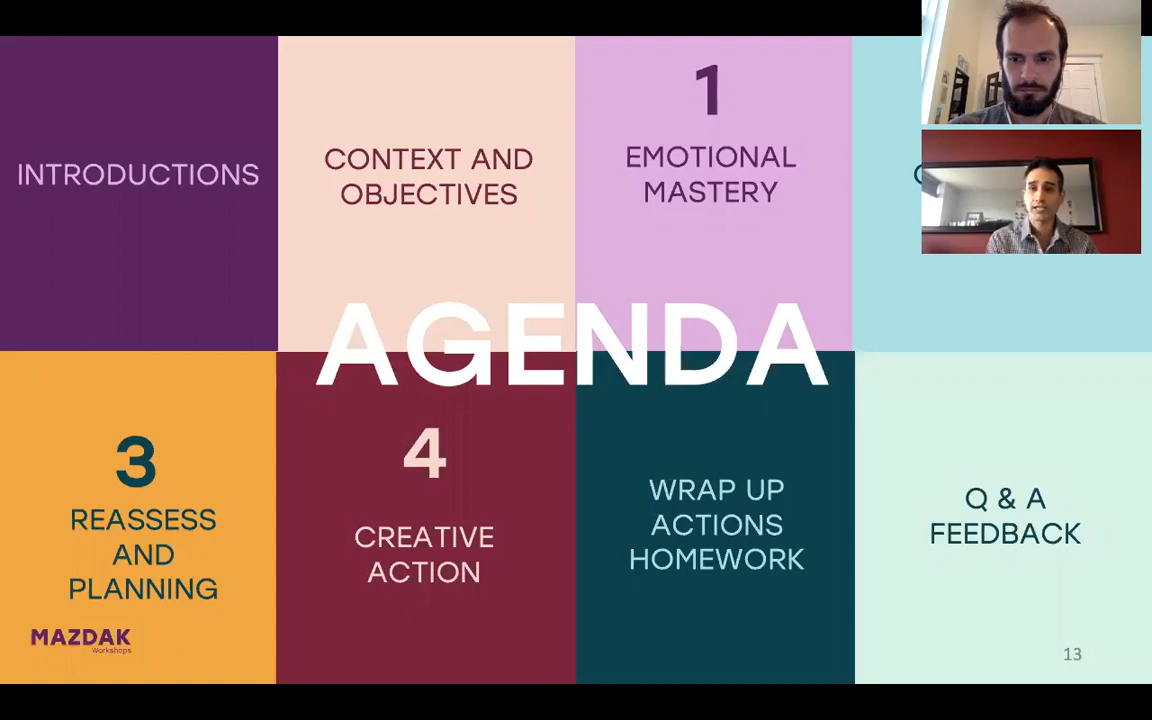 INTRODUCTIONS
CONTEXT AND
OBJECTIVES
1
EMOTIONAL
MASTERY
AGENDA
3
REASSESS
AND
PLANNING
4
CREATIVE
ACTION
WRAP UP
ACTIONS
HOMEWORK
Q & A
FEEDBACK
MAZDAK
Workshops
13